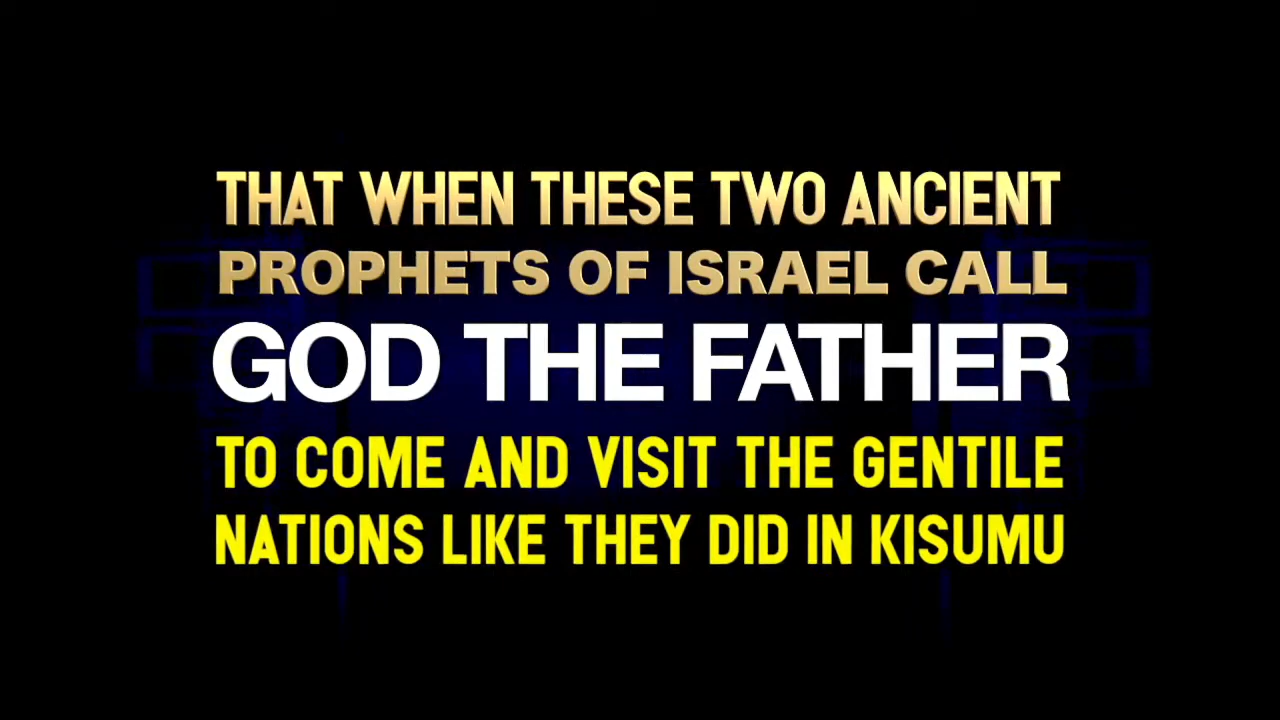 THAT WHEN THESE TWO ANCIENT
PROPHETS OF ISRAEL CALL
GOD THE FATHER
TO COME AND VISIT THE GENTILE
NATIONS LIKE THEY DID IN KISUMU